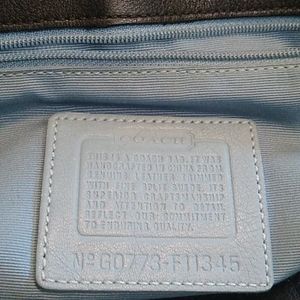 COACH
THIS IS A COACH BAG. IT WAS
HANDCRAFTED IN CHINA FROM
GENUINE LEATHER, TRIMMED
WITH FINE SPLIT SUEDE. ITS
SUPERIOR CRAFTSMANSHIP
AND ATTENTION TO DETAIL
REFLECT OUR COMMITMENT
TO ENDURING QUALITY.
Nº G0773-F11345